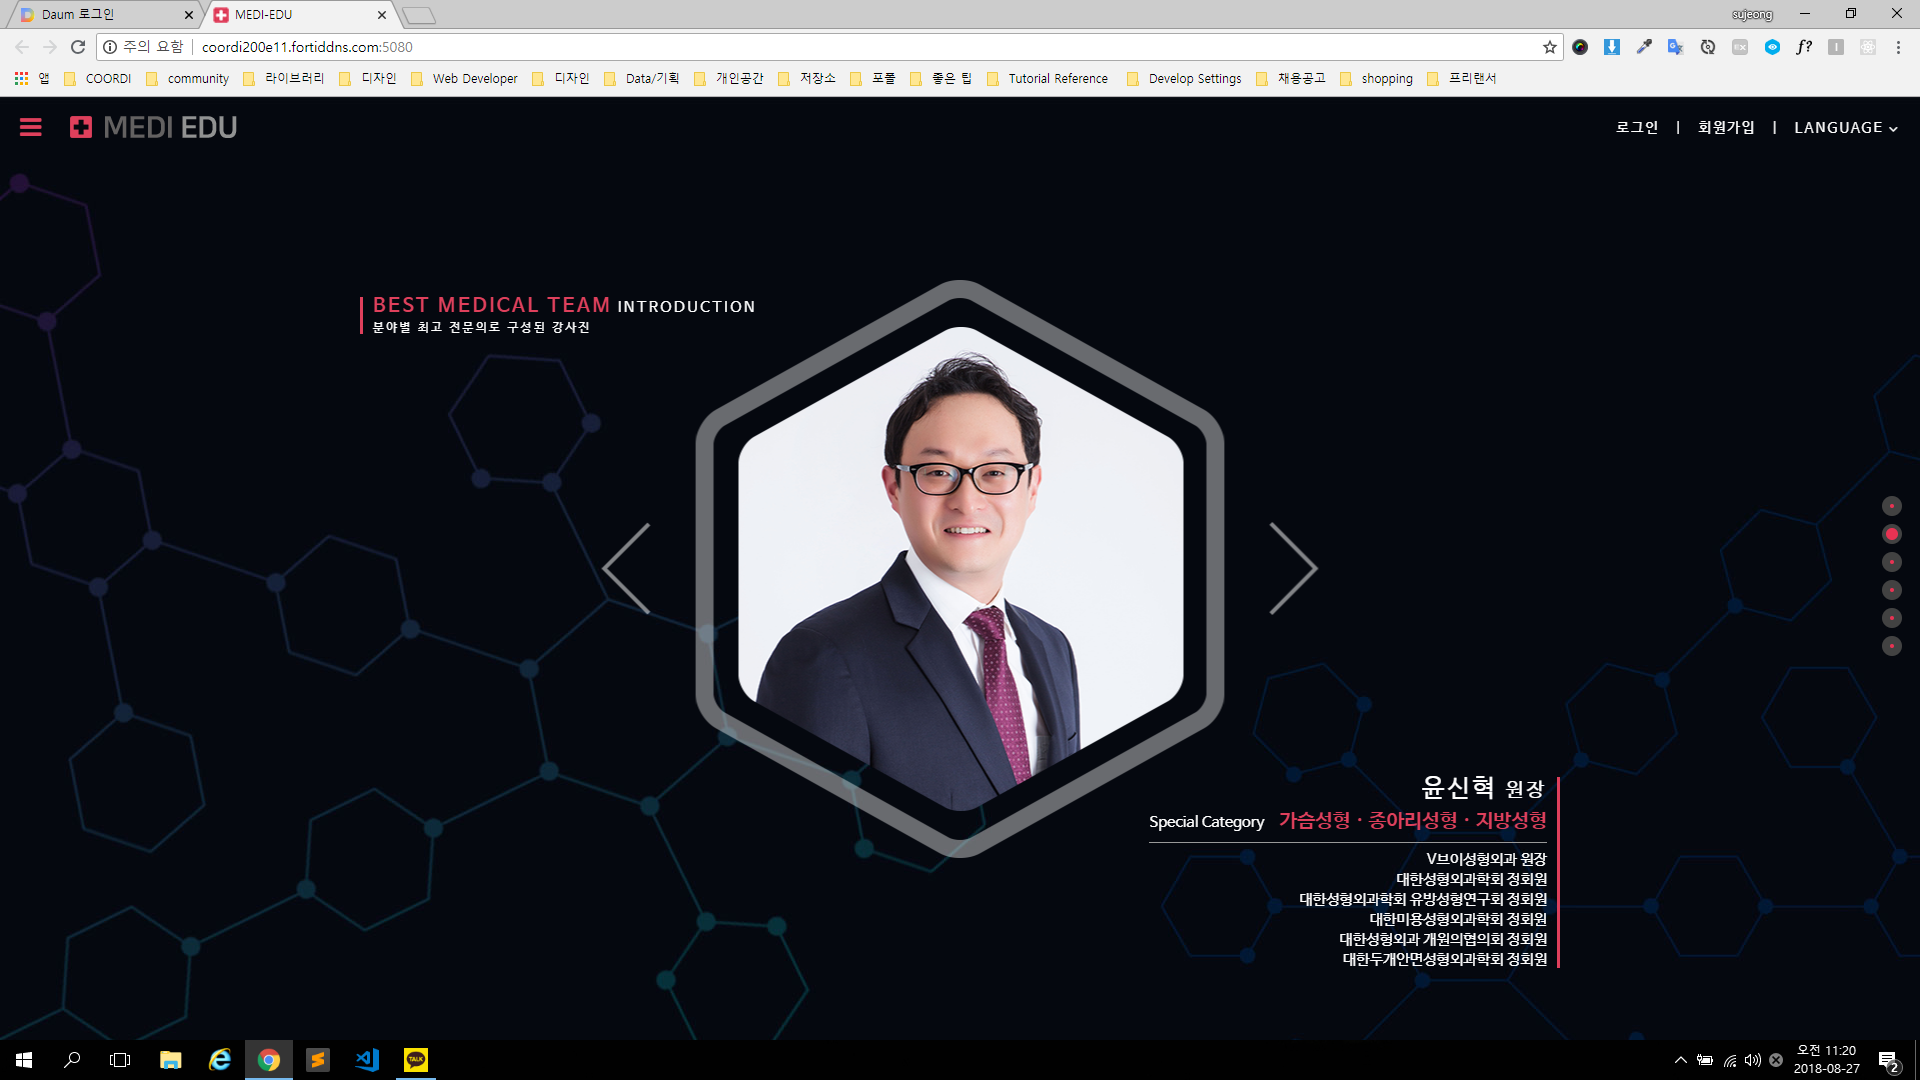 Daum 로그인
MEDI-EDU
sujeong
주의 요함 | coordi200e11.fortiddns.com:5080
앱 COORDI community 라이브러리 디자인 Web Developer 디자인 Data/기획 개인공간 저장소 포폴 좋은 팁 Tutorial Reference Develop Settings 채용공고 shopping 프리랜서
MEDI EDU
로그인 | 회원가입 | LANGUAGE
BEST MEDICAL TEAM INTRODUCTION
분야별 최고 전문의로 구성된 강사진
윤신혁 원장
Special Category 가슴성형 · 종아리성형 · 지방성형
V브이성형외과 원장
대한성형외과학회 정회원
대한성형외과학회 유방성형연구회 정회원
대한미용성형외과학회 정회원
대한성형외과 개원의협의회 정회원
대한두개안면성형외과학회 정회원
TALK
오전 11:20
2018-08-27
2